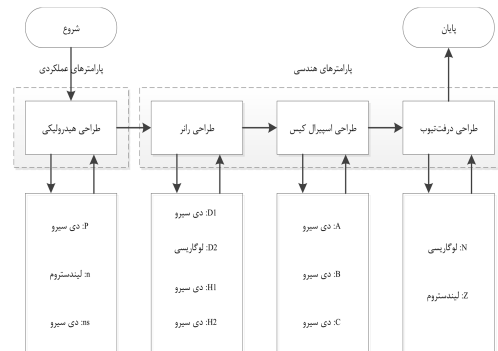 شروع
پایان
پارامترهای عملکردی
پارامترهای هندسی
طراحی هیدرولیکی
طراحی رانر
طراحی اسپیرال کیس
طراحی درفت‌تیوب
P: دی سیرو
n: لیندستروم
ns: دی سیرو
D1: دی سیرو
D2: لوگاریسی
H1: دی سیرو
H2: دی سیرو
A: دی سیرو
B: دی سیرو
C: دی سیرو
N: لوگاریسی
Z: لیندستروم